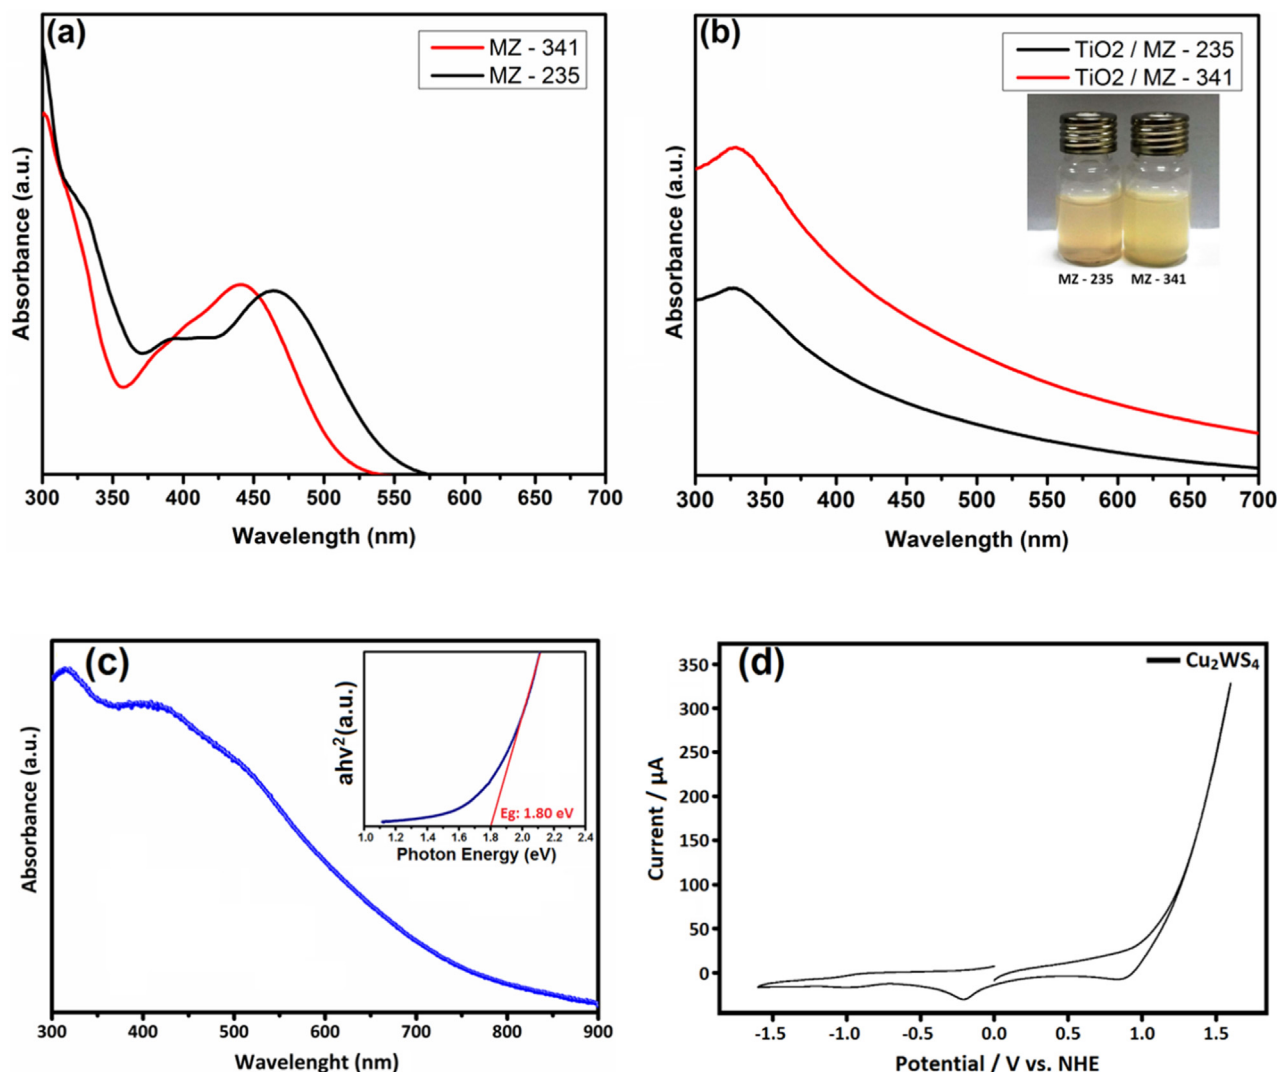 (a)
MZ - 341
MZ - 235
Absorbance (a.u.)
300 350 400 450 500 550 600 650 700
Wavelength (nm)
(b)
TiO2 / MZ - 235
TiO2 / MZ - 341
MZ - 235 MZ - 341
Absorbance (a.u.)
300 350 400 450 500 550 600 650 700
Wavelength (nm)
(c)
ahv²(a.u.)
Eg: 1.80 eV
1.0 1.2 1.4 1.6 1.8 2.0 2.2 2.4
Photon Energy (eV)
Absorbance (a.u.)
300 400 500 600 700 800 900
Wavelenght (nm)
(d)
Cu₂WS₄
350
300
250
200
150
100
50
0
Current / µA
-1.5 -1.0 -0.5 0.0 0.5 1.0 1.5
Potential / V vs. NHE